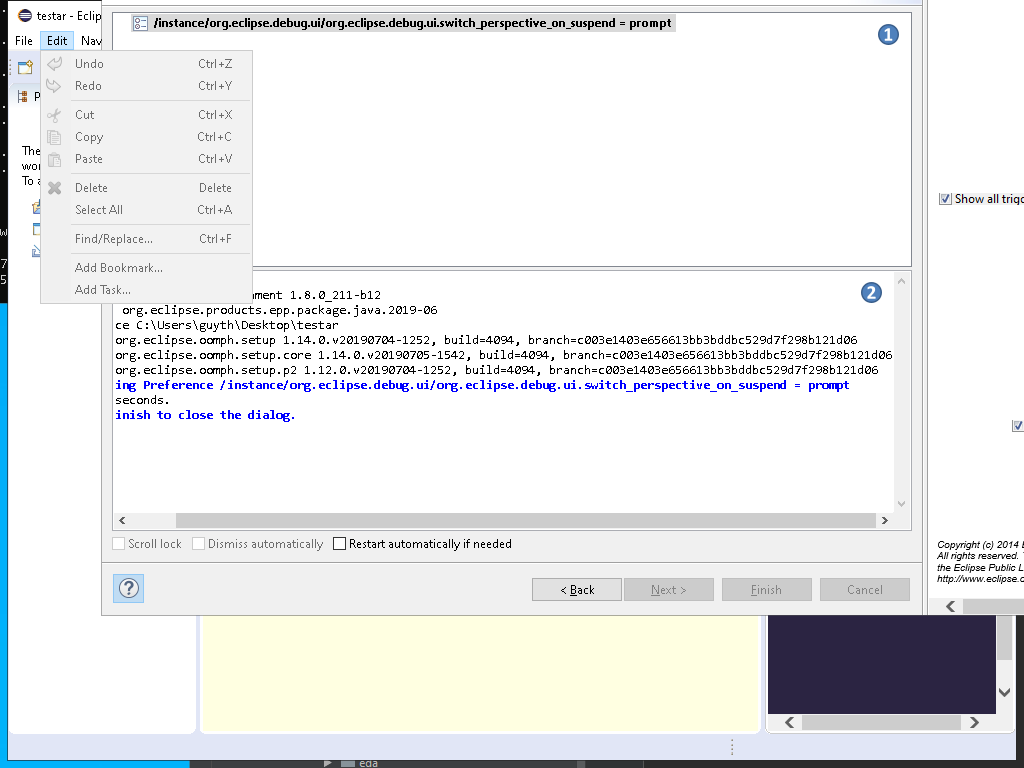 testar - Eclip
File Edit Nav
Undo Ctrl+Z
Redo Ctrl+Y
Cut Ctrl+X
Copy Ctrl+C
Paste Ctrl+V
Delete Delete
Select All Ctrl+A
Find/Replace... Ctrl+F
Add Bookmark...
Add Task...
P
The
wor
To a
w
7
5
/instance/org.eclipse.debug.ui/org.eclipse.debug.ui.switch_perspective_on_suspend = prompt
1
2
nment 1.8.0_211-b12
org.eclipse.products.epp.package.java.2019-06
ce C:\Users\guyth\Desktop\testar
org.eclipse.oomph.setup 1.14.0.v20190704-1252, build=4094, branch=c003e1403e656613bb3bddbc529d7f298b121d06
org.eclipse.oomph.setup.core 1.14.0.v20190705-1542, build=4094, branch=c003e1403e656613bb3bddbc529d7f298b121d06
org.eclipse.oomph.setup.p2 1.12.0.v20190704-1252, build=4094, branch=c003e1403e656613bb3bddbc529d7f298b121d06
ing Preference /instance/org.eclipse.debug.ui/org.eclipse.debug.ui.switch_perspective_on_suspend = prompt
seconds.
inish to close the dialog.
Scroll lock Dismiss automatically Restart automatically if needed
? < Back Next > Finish Cancel
Show all trigg
Copyright (c) 2014 E
All rights reserved.
the Eclipse Public L
http://www.eclipse.o
eda